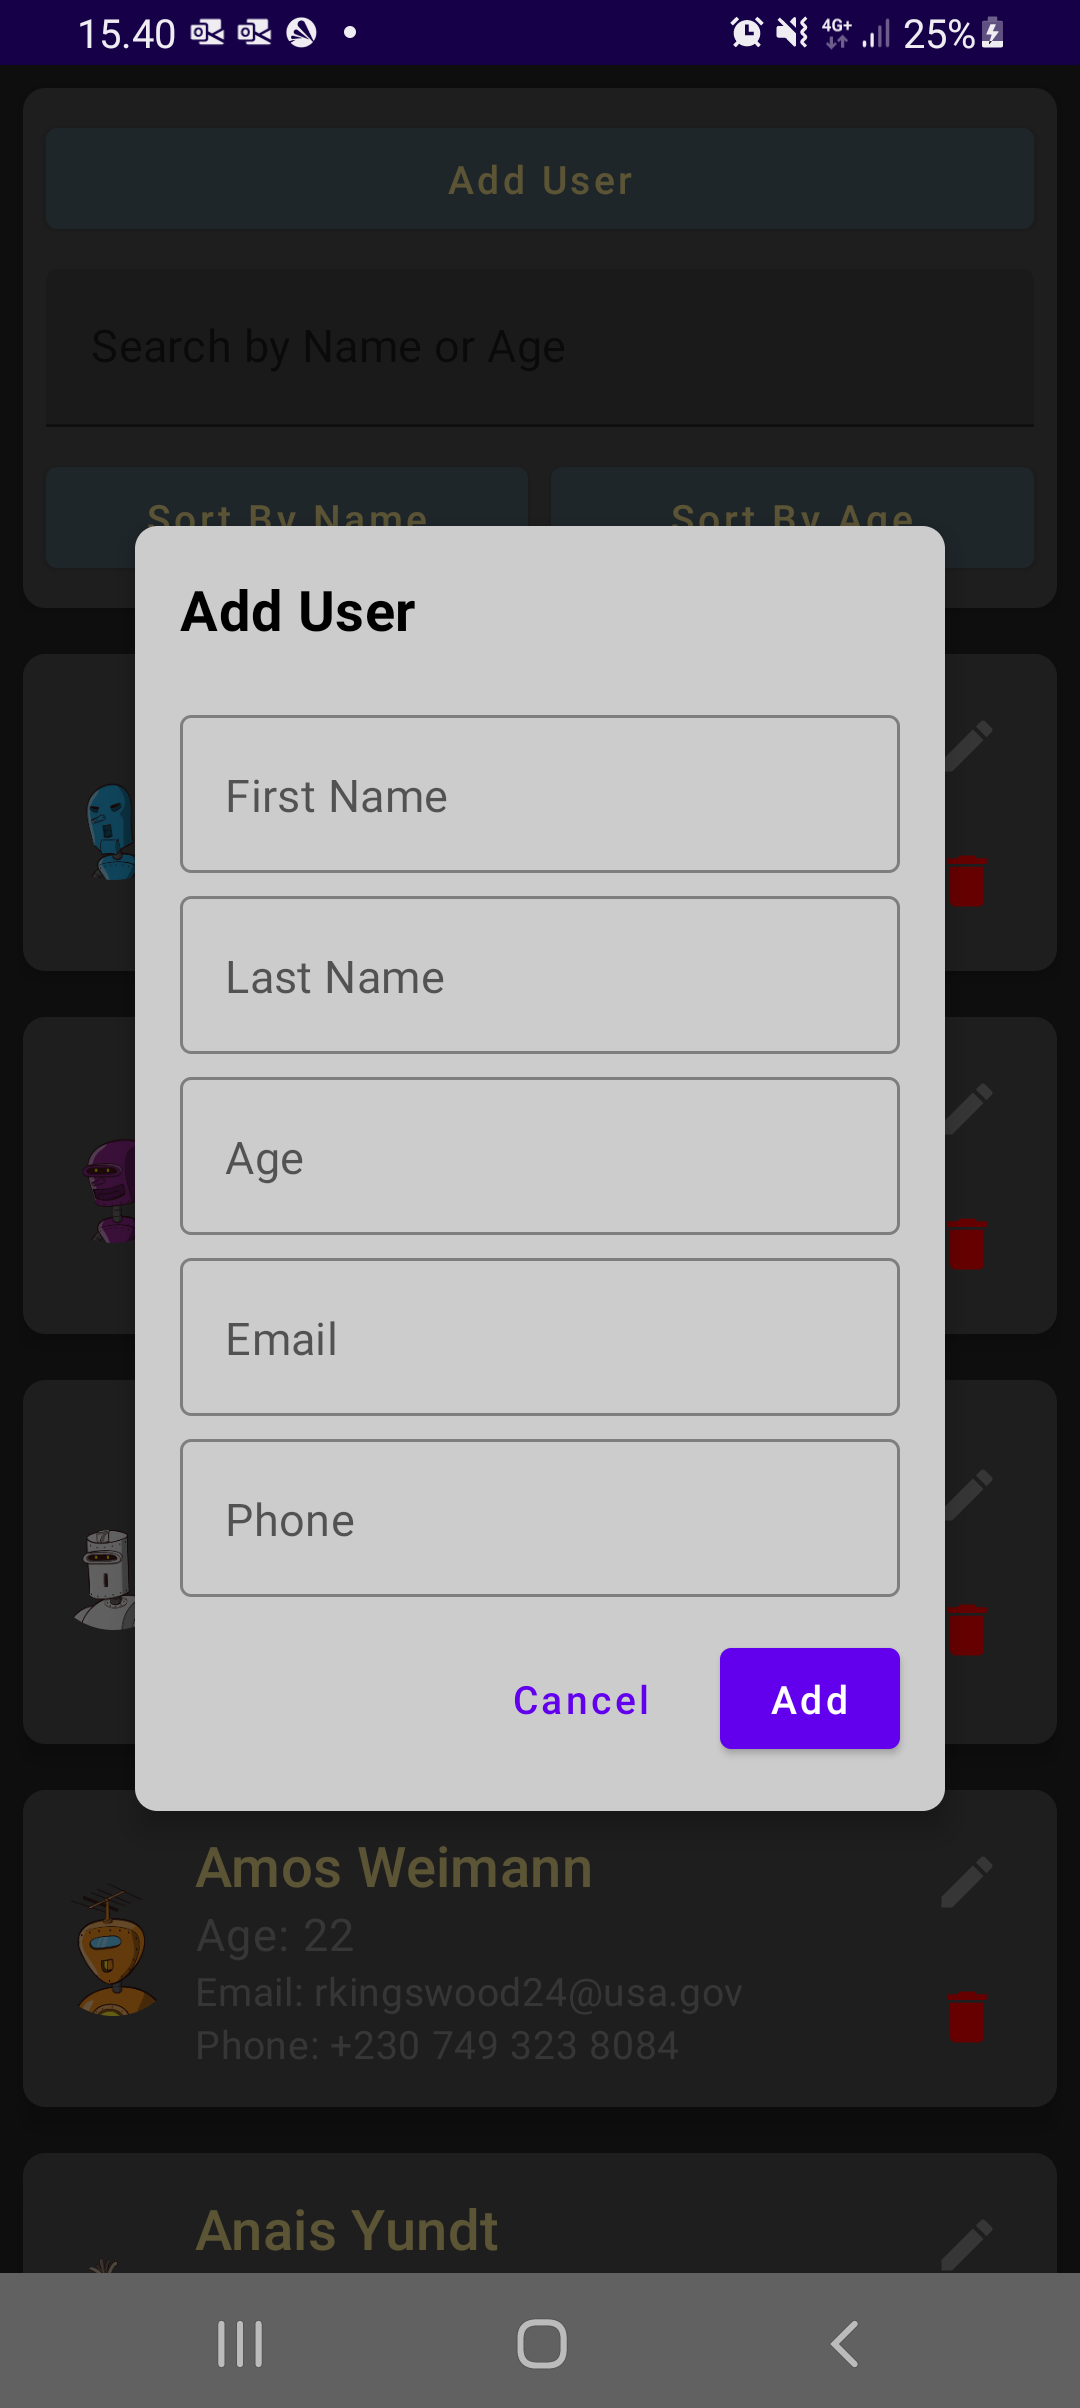 15.40
4G+
25%
Add User
Search by Name or Age
Sort By Name
Sort By Age
Add User
First Name
Last Name
Age
Email
Phone
Cancel
Add
Amos Weimann
Age: 22
Email: rkingswood24@usa.gov
Phone: +230 749 323 8084
Anais Yundt